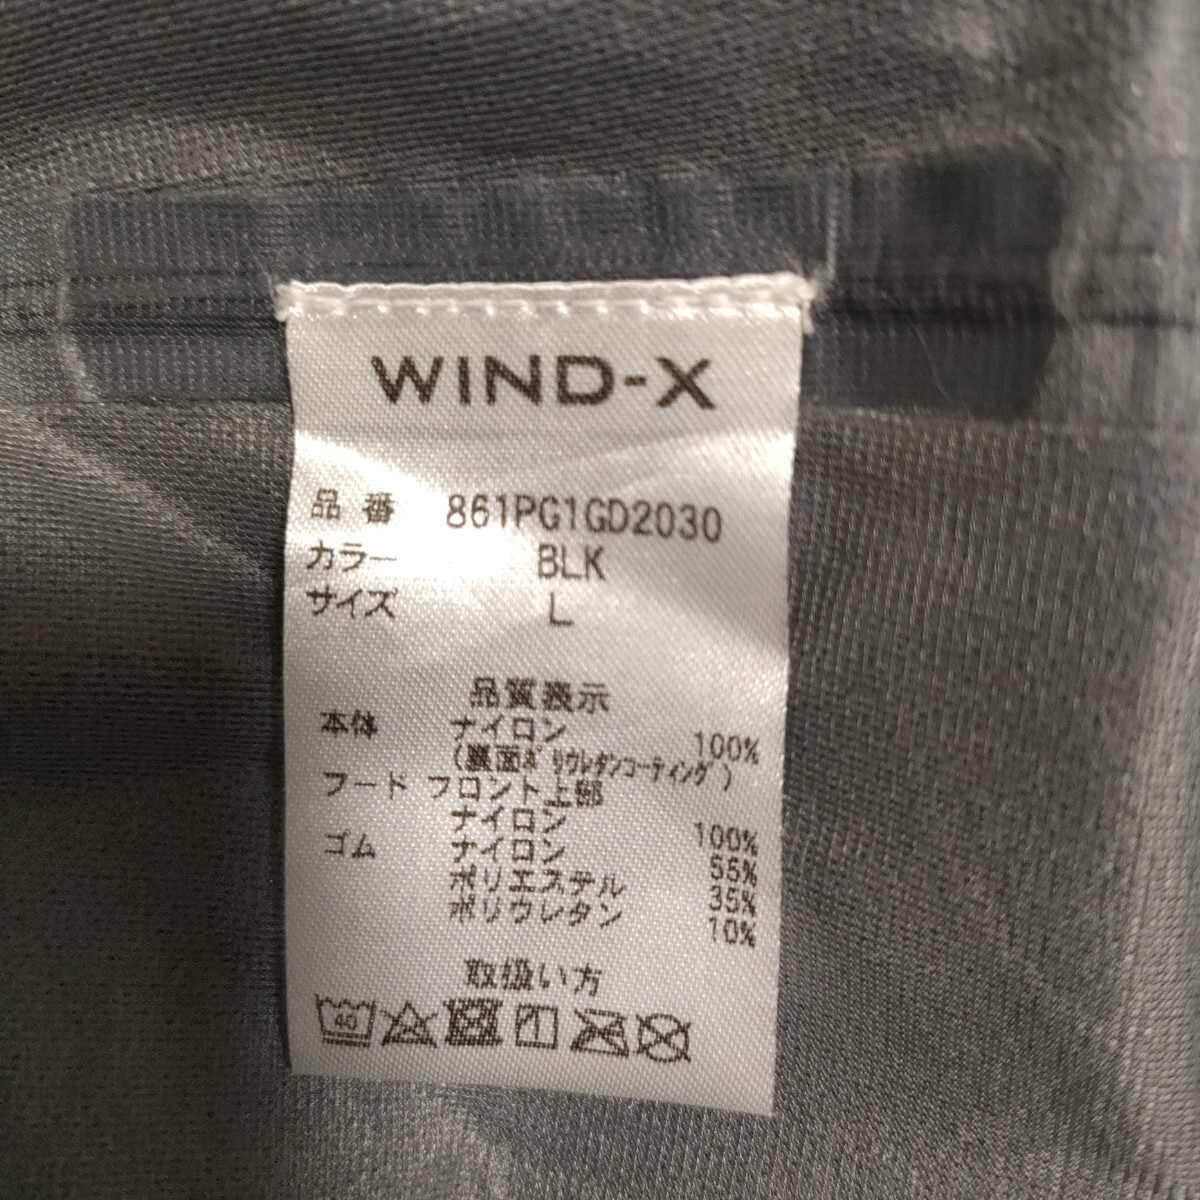 WIND-X
品番 861PG1GD2030
カラー BLK
サイズ L
品質表示
本体 ナイロン 100%
(裏面ポリウレタンコーティング)
フード フロント上部
ナイロン 100%
ゴム ナイロン 55%
ポリエステル 35%
ポリウレタン 10%
取扱い方
40